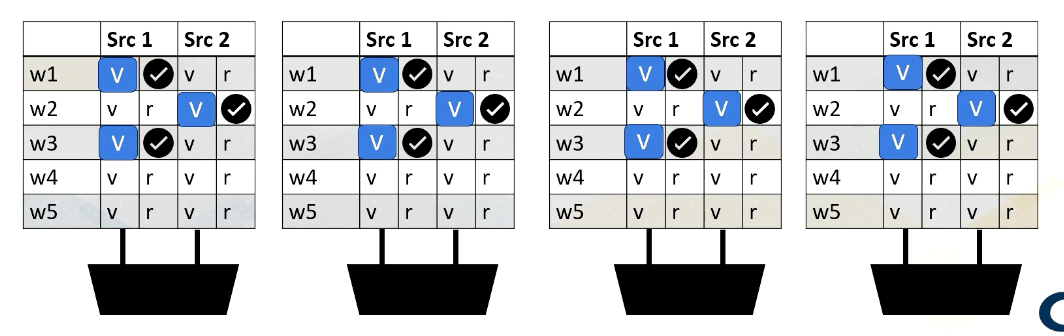 Src 1 Src 2 Src 1 Src 2 Src 1 Src 2 Src 1 Src 2
w1 V v r w1 V v r w1 V v r w1 V v r
w2 v r V w2 v r V w2 v r V w2 v r V
w3 V v r w3 V v r w3 V v r w3 V v r
w4 v r v r w4 v r v r w4 v r v r w4 v r v r
w5 v r v r w5 v r v r w5 v r v r w5 v r v r